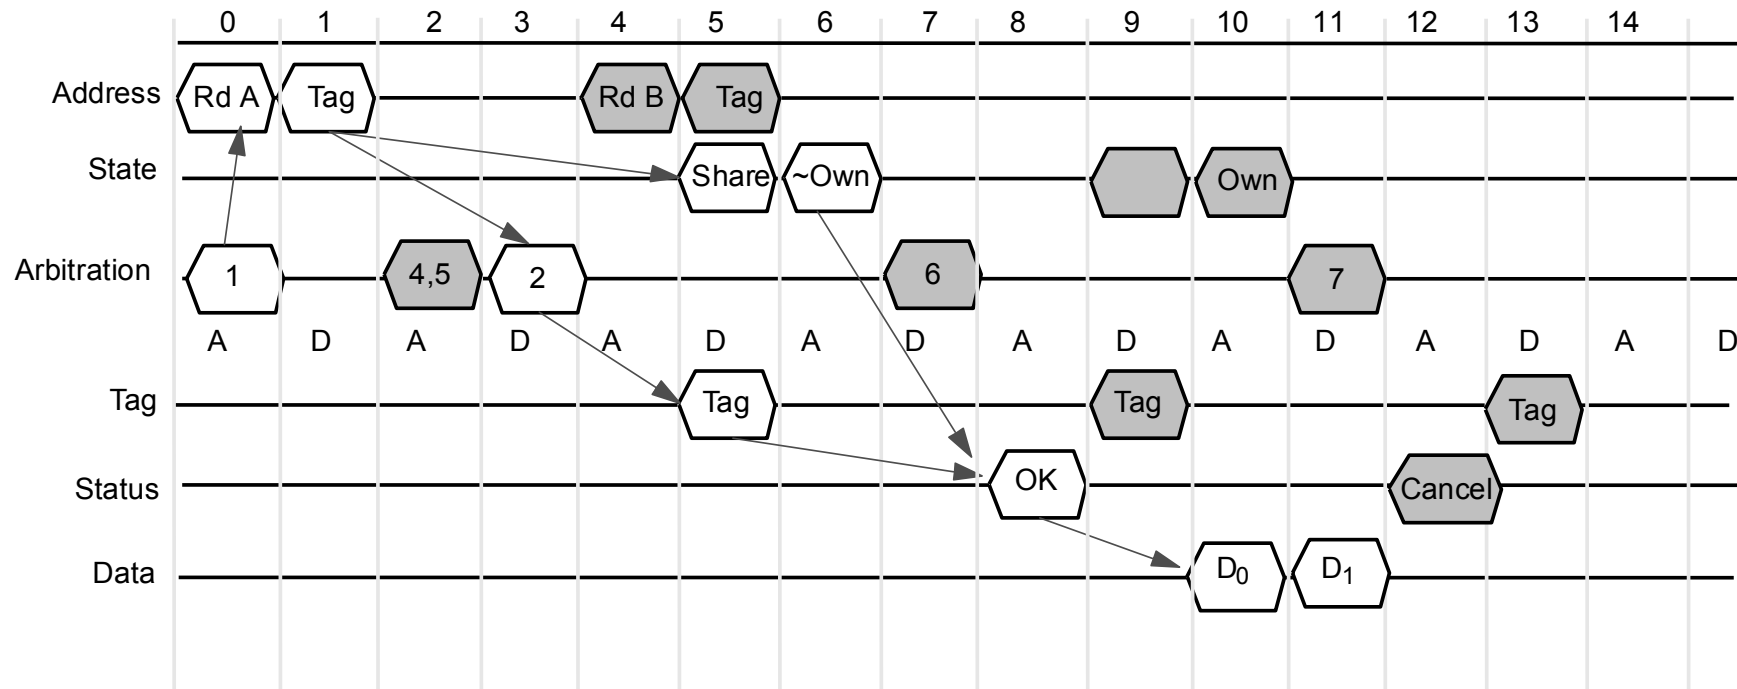 0 1 2 3 4 5 6 7 8 9 10 11 12 13 14
Address Rd A Tag Rd B Tag
State Share ~Own Own
Arbitration 1 4,5 2 6 7
A D A D A D A D A D A D A D A D
Tag Tag Tag Tag
Status OK Cancel
Data D0 D1